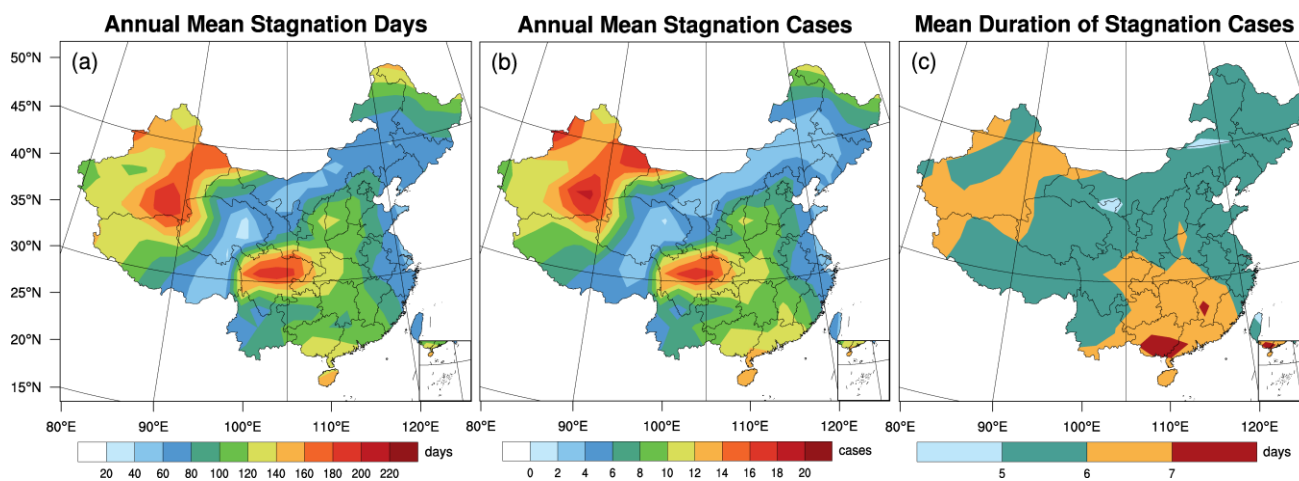 Annual Mean Stagnation Days
Annual Mean Stagnation Cases
Mean Duration of Stagnation Cases
(a)
(b)
(c)
50°N
45°N
40°N
35°N
30°N
25°N
20°N
15°N
80°E 90°E 100°E 110°E 120°E
80°E 90°E 100°E 110°E 120°E
80°E 90°E 100°E 110°E 120°E
days
20 40 60 80 100 120 140 160 180 200 220
cases
0 2 4 6 8 10 12 14 16 18 20
5 6 7 days